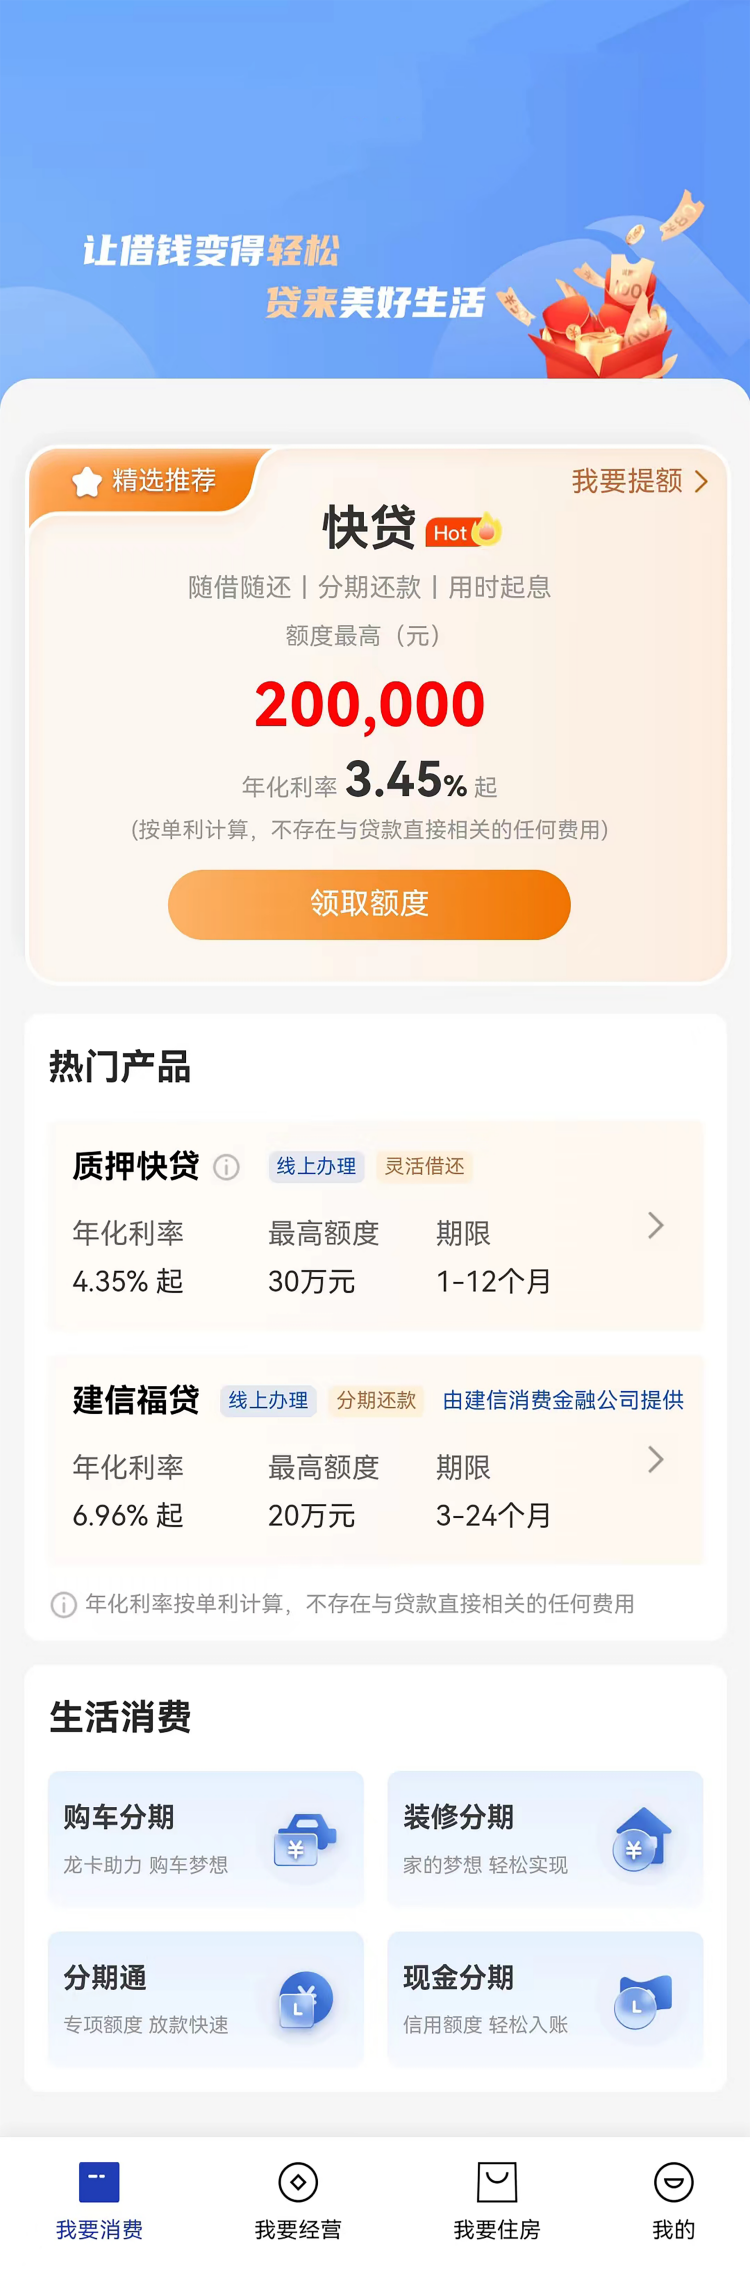 让借钱变得轻松
贷来美好生活
精选推荐
我要提额
快贷 Hot
随借随还 | 分期还款 | 用时起息
额度最高（元）
200,000
年化利率 3.45% 起
(按单利计算，不存在与贷款直接相关的任何费用)
领取额度
热门产品
质押快贷 线上办理 灵活借还
年化利率 最高额度 期限
4.35% 起 30万元 1-12个月
建信福贷 线上办理 分期还款 由建信消费金融公司提供
年化利率 最高额度 期限
6.96% 起 20万元 3-24个月
年化利率按单利计算，不存在与贷款直接相关的任何费用
生活消费
购车分期
龙卡助力 购车梦想
装修分期
家的梦想 轻松实现
分期通
专项额度 放款快速
现金分期
信用额度 轻松入账
我要消费 我要经营 我要住房 我的